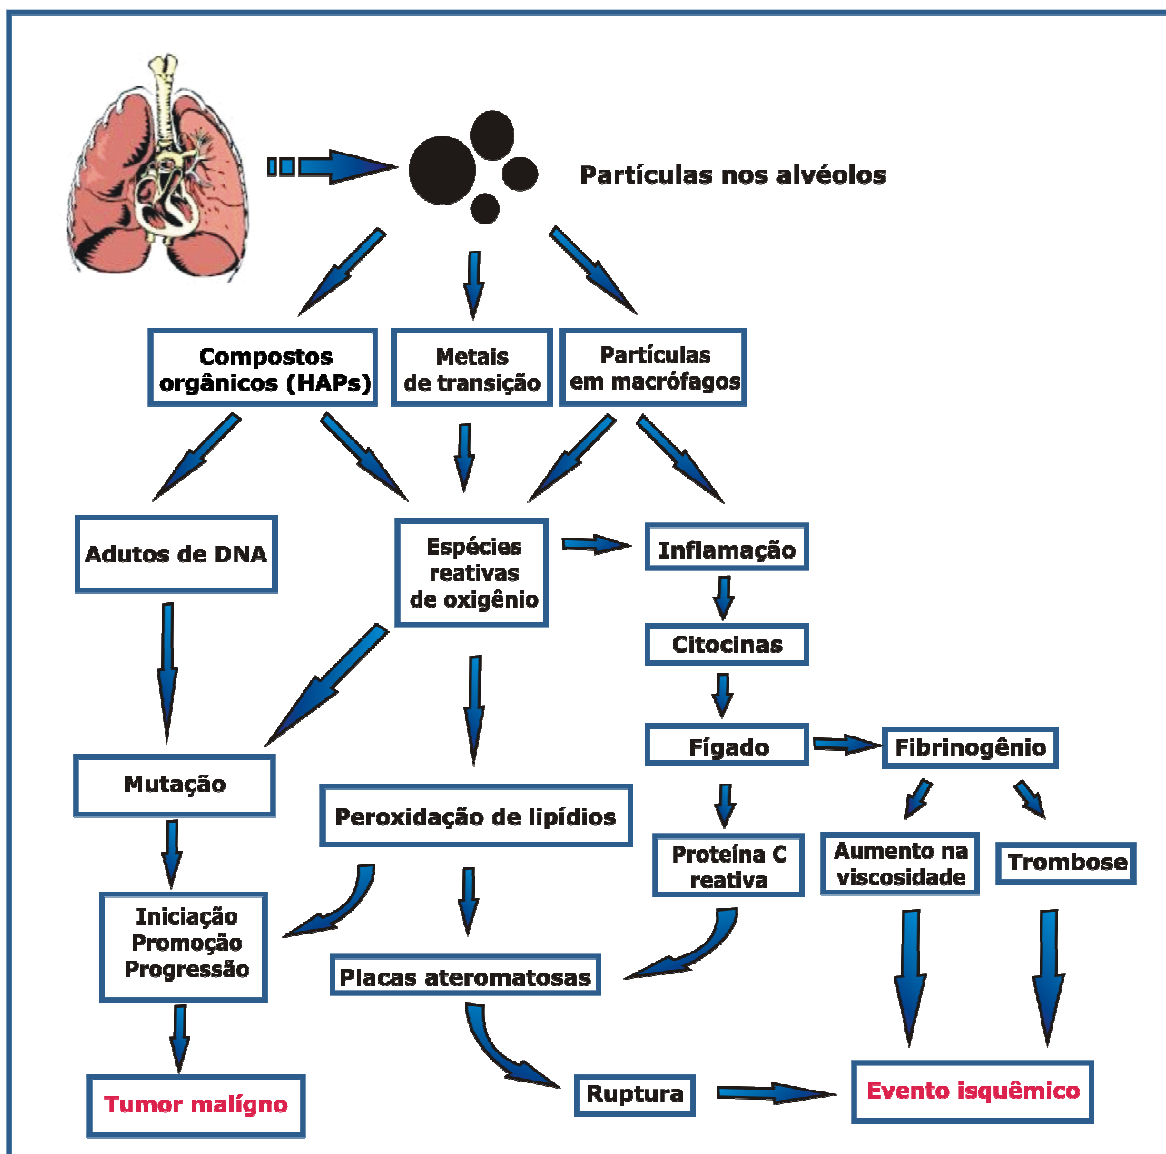 Partículas nos alvéolos
Compostos
orgânicos (HAPs)
Metais
de transição
Partículas
em macrófagos
Adutos de DNA
Espécies
reativas
de oxigênio
Inflamação
Citocinas
Fígado
Fibrinogênio
Mutação
Peroxidação de lipídios
Proteína C
reativa
Aumento na
viscosidade
Trombose
Iniciação
Promoção
Progressão
Placas ateromatosas
Tumor malígno
Ruptura
Evento isquêmico